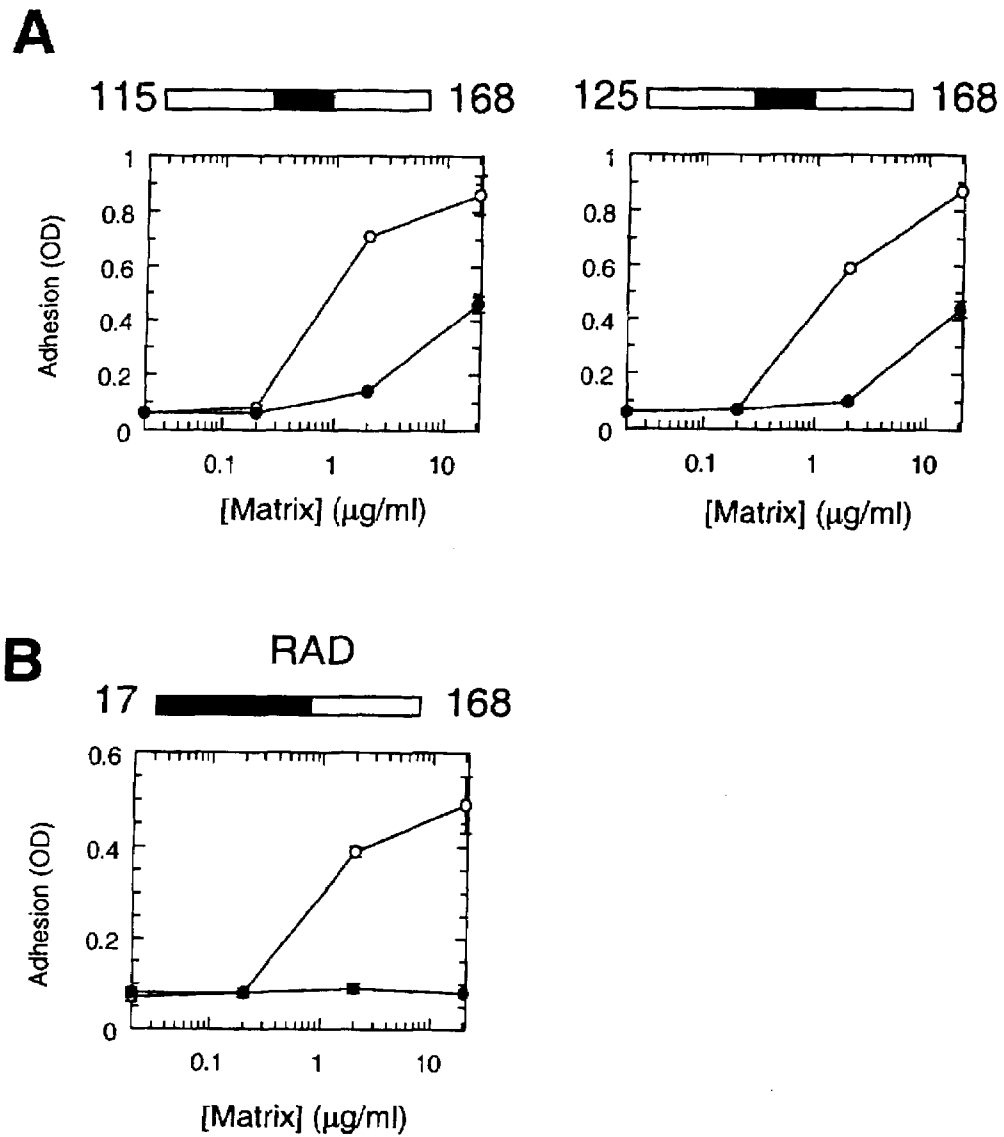 A
115 168 125 168
1 1
0.8 0.8
0.6 0.6
0.4 0.4
0.2 0.2
0 0
Adhesion (OD)
0.1 1 10 0.1 1 10
[Matrix] (μg/ml) [Matrix] (μg/ml)
B
RAD
17 168
0.6
0.4
0.2
0
Adhesion (OD)
0.1 1 10
[Matrix] (μg/ml)